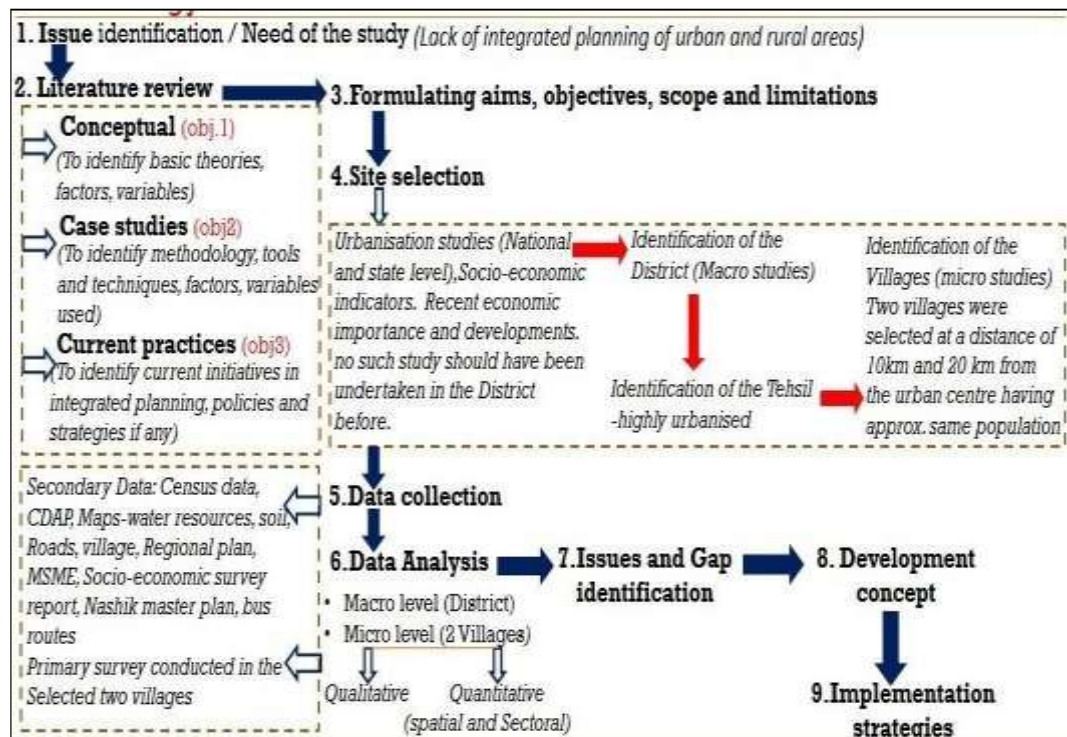 1. Issue identification / Need of the study (Lack of integrated planning of urban and rural areas)
2. Literature review
3. Formulating aims, objectives, scope and limitations
Conceptual (obj.1)
(To identify basic theories,
factors, variables)
Case studies (obj2)
(To identify methodology, tools
and techniques, factors, variables
used)
Current practices (obj3)
(To identify current initiatives in
integrated planning, policies and
strategies if any)
4.Site selection
Urbanisation studies (National
and state level),Socio-economic
indicators. Recent economic
importance and developments.
no such study should have been
undertaken in the District
before.
Identification of the
District (Macro studies)
Identification of the Tehsil
-highly urbanised
Identification of the
Villages (micro studies)
Two villages were
selected at a distance of
10km and 20 km from
the urban centre having
approx. same population
5.Data collection
Secondary Data: Census data,
CDAP, Maps-water resources, soil,
Roads, village, Regional plan,
MSME, Socio-economic survey
report, Nashik master plan, bus
routes
Primary survey conducted in the
Selected two villages
6.Data Analysis
• Macro level (District)
• Micro level (2 Villages)
Qualitative
Quantitative
(spatial and Sectoral)
7.Issues and Gap
identification
8. Development
concept
9.Implementation
strategies